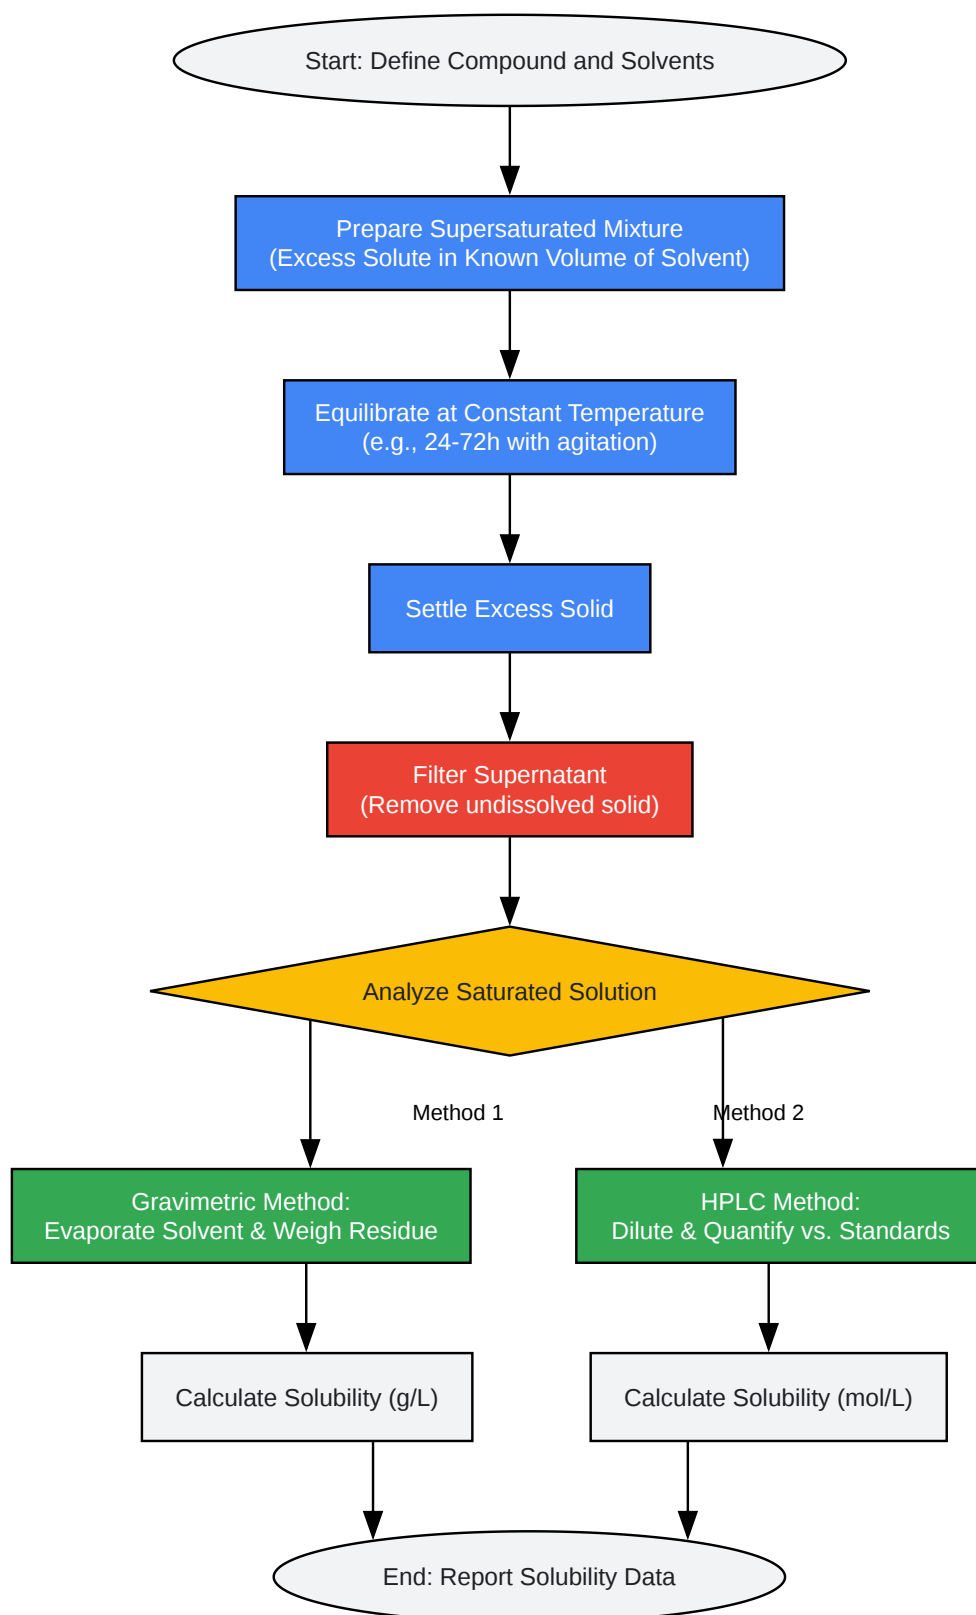 Start: Define Compound and Solvents
Prepare Supersaturated Mixture
(Excess Solute in Known Volume of Solvent)
Equilibrate at Constant Temperature
(e.g., 24-72h with agitation)
Settle Excess Solid
Filter Supernatant
(Remove undissolved solid)
Analyze Saturated Solution
Method 1
Method 2
Gravimetric Method:
Evaporate Solvent & Weigh Residue
HPLC Method:
Dilute & Quantify vs. Standards
Calculate Solubility (g/L)
Calculate Solubility (mol/L)
End: Report Solubility Data